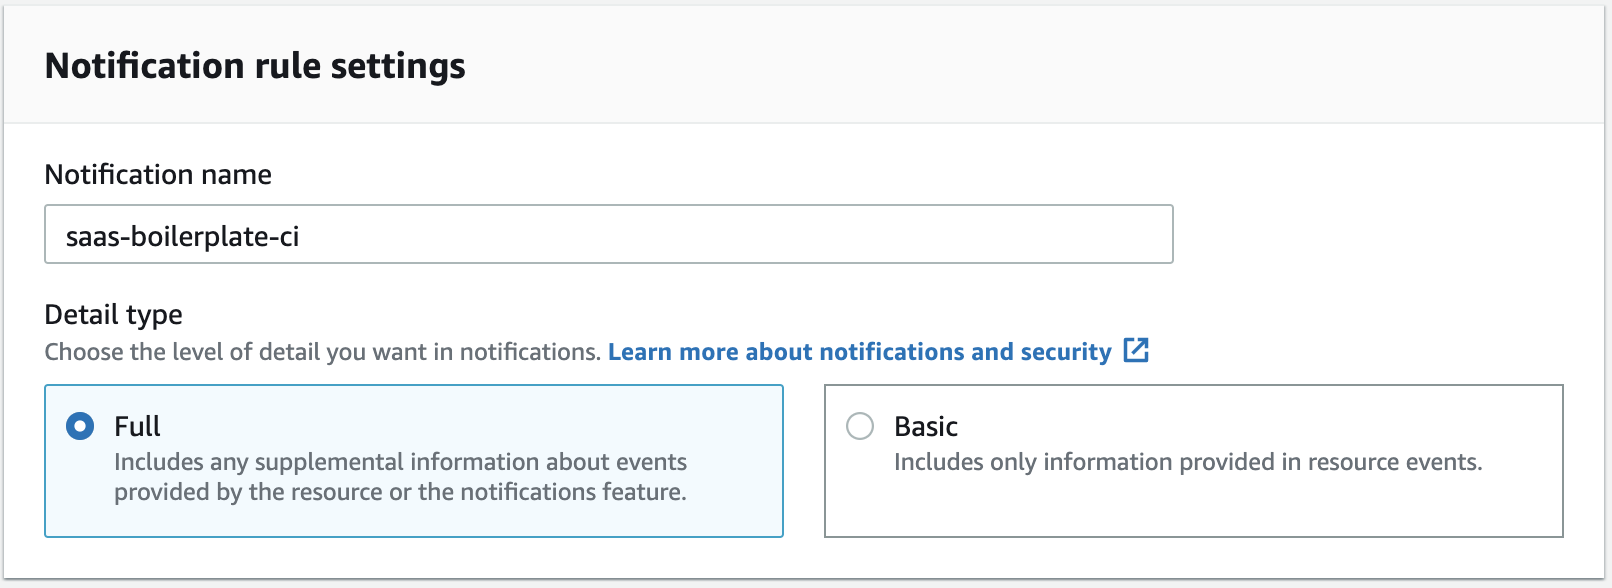 Notification rule settings
Notification name
saas-boilerplate-ci
Detail type
Choose the level of detail you want in notifications. Learn more about notifications and security
Full
Includes any supplemental information about events
provided by the resource or the notifications feature.
Basic
Includes only information provided in resource events.